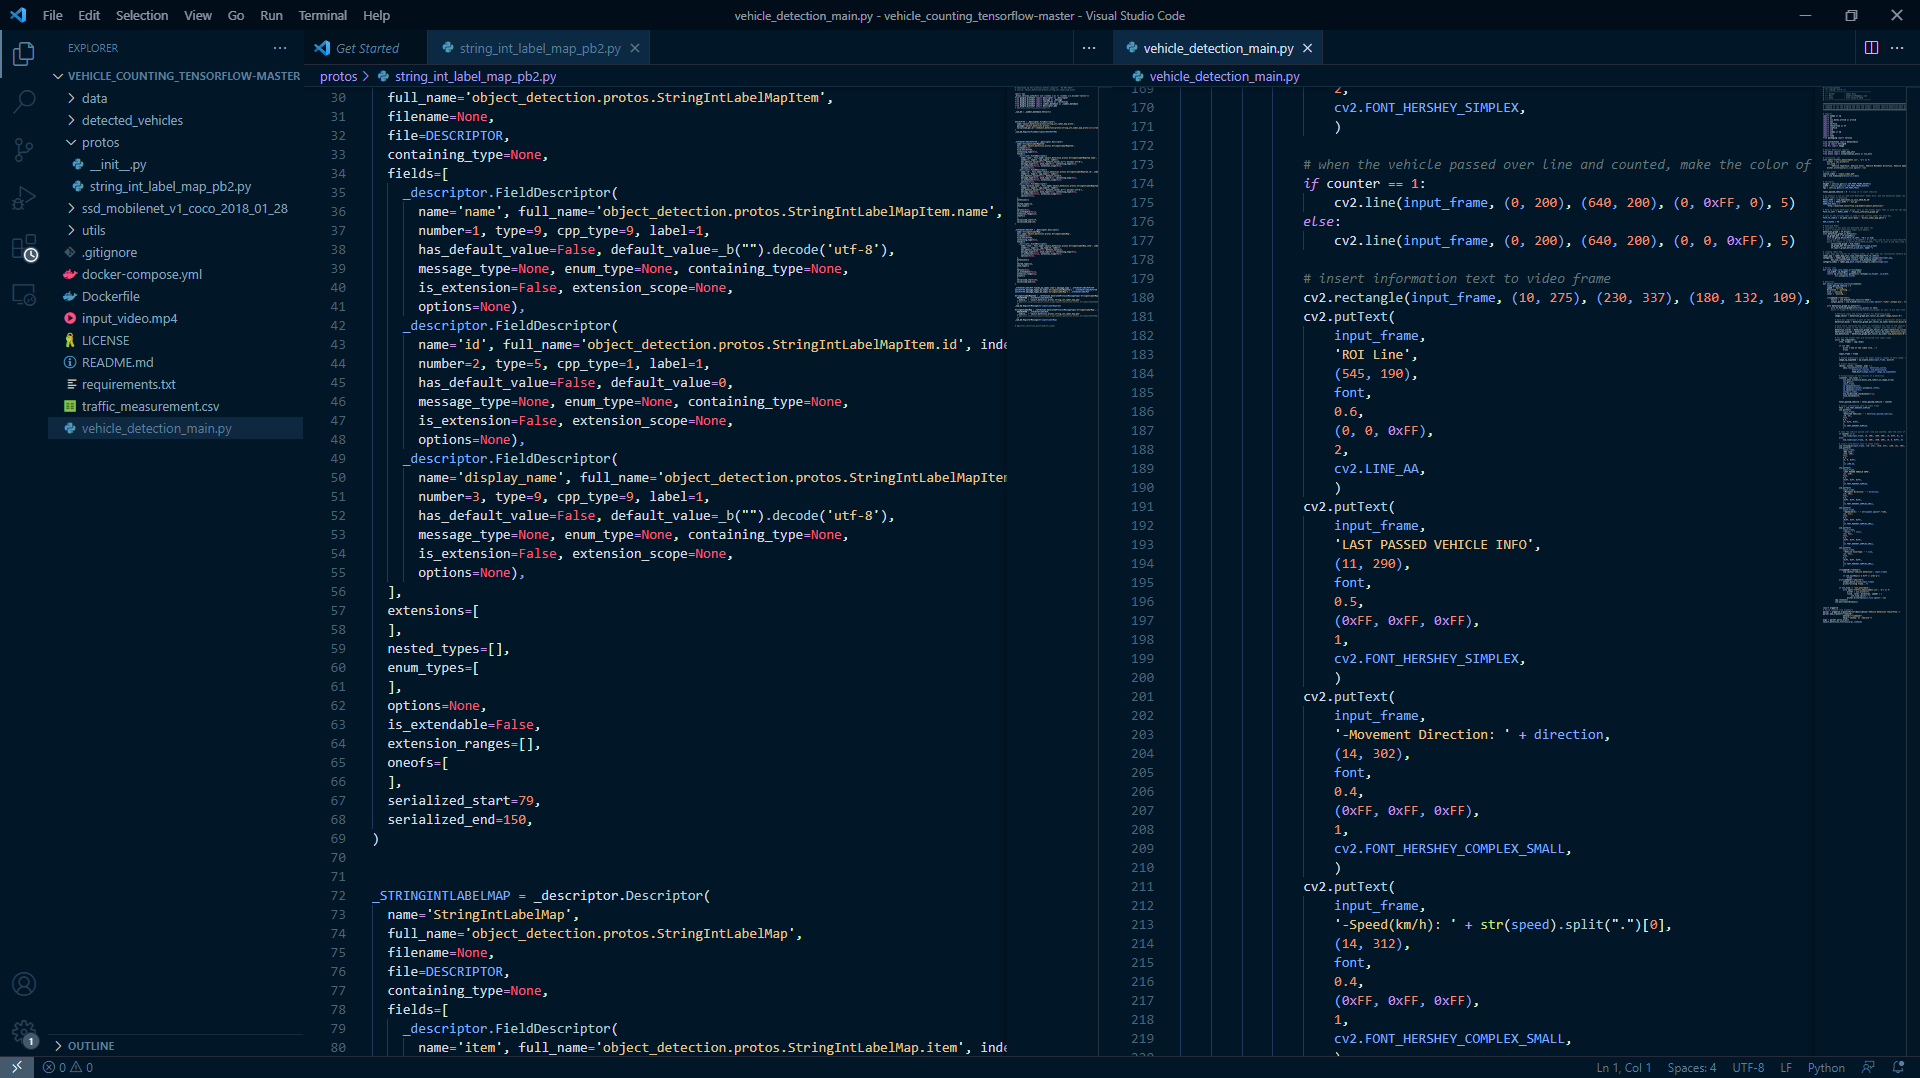 File Edit Selection View Go Run Terminal Help
vehicle_detection_main.py - vehicle_counting_tensorflow-master - Visual Studio Code
EXPLORER
VEHICLE_COUNTING_TENSORFLOW-MASTER
data
detected_vehicles
protos
__init__.py
string_int_label_map_pb2.py
ssd_mobilenet_v1_coco_2018_01_28
utils
.gitignore
docker-compose.yml
Dockerfile
input_video.mp4
LICENSE
README.md
requirements.txt
traffic_measurement.csv
vehicle_detection_main.py
OUTLINE
Get Started
string_int_label_map_pb2.py
protos > string_int_label_map_pb2.py
30 full_name='object_detection.protos.StringIntLabelMapItem',
31 filename=None,
32 file=DESCRIPTOR,
33 containing_type=None,
34 fields=[
35 _descriptor.FieldDescriptor(
36 name='name', full_name='object_detection.protos.StringIntLabelMapItem.name',
37 number=1, type=9, cpp_type=9, label=1,
38 has_default_value=False, default_value=_b("").decode('utf-8'),
39 message_type=None, enum_type=None, containing_type=None,
40 is_extension=False, extension_scope=None,
41 options=None),
42 _descriptor.FieldDescriptor(
43 name='id', full_name='object_detection.protos.StringIntLabelMapItem.id', inde
44 number=2, type=5, cpp_type=1, label=1,
45 has_default_value=False, default_value=0,
46 message_type=None, enum_type=None, containing_type=None,
47 is_extension=False, extension_scope=None,
48 options=None),
49 _descriptor.FieldDescriptor(
50 name='display_name', full_name='object_detection.protos.StringIntLabelMapItem
51 number=3, type=9, cpp_type=9, label=1,
52 has_default_value=False, default_value=_b("").decode('utf-8'),
53 message_type=None, enum_type=None, containing_type=None,
54 is_extension=False, extension_scope=None,
55 options=None),
56 ],
57 extensions=[
58 ],
59 nested_types=[],
60 enum_types=[
61 ],
62 options=None,
63 is_extendable=False,
64 extension_ranges=[],
65 oneofs=[
66 ],
67 serialized_start=79,
68 serialized_end=150,
69 )
70
71
72 _STRINGINTLABELMAP = _descriptor.Descriptor(
73 name='StringIntLabelMap',
74 full_name='object_detection.protos.StringIntLabelMap',
75 filename=None,
76 file=DESCRIPTOR,
77 containing_type=None,
78 fields=[
79 _descriptor.FieldDescriptor(
80 name='item', full_name='object_detection.protos.StringIntLabelMap.item', inde
vehicle_detection_main.py
vehicle_detection_main.py
169 2,
170 cv2.FONT_HERSHEY_SIMPLEX,
171 )
172
173 # when the vehicle passed over line and counted, make the color of
174 if counter == 1:
175 cv2.line(input_frame, (0, 200), (640, 200), (0, 0xFF, 0), 5)
176 else:
177 cv2.line(input_frame, (0, 200), (640, 200), (0, 0, 0xFF), 5)
178
179 # insert information text to video frame
180 cv2.rectangle(input_frame, (10, 275), (230, 337), (180, 132, 109),
181 cv2.putText(
182 input_frame,
183 'ROI Line',
184 (545, 190),
185 font,
186 0.6,
187 (0, 0, 0xFF),
188 2,
189 cv2.LINE_AA,
190 )
191 cv2.putText(
192 input_frame,
193 'LAST PASSED VEHICLE INFO',
194 (11, 290),
195 font,
196 0.5,
197 (0xFF, 0xFF, 0xFF),
198 1,
199 cv2.FONT_HERSHEY_SIMPLEX,
200 )
201 cv2.putText(
202 input_frame,
203 '-Movement Direction: ' + direction,
204 (14, 302),
205 font,
206 0.4,
207 (0xFF, 0xFF, 0xFF),
208 1,
209 cv2.FONT_HERSHEY_COMPLEX_SMALL,
210 )
211 cv2.putText(
212 input_frame,
213 '-Speed(km/h): ' + str(speed).split(".")[0],
214 (14, 312),
215 font,
216 0.4,
217 (0xFF, 0xFF, 0xFF),
218 1,
219 cv2.FONT_HERSHEY_COMPLEX_SMALL,
1
0 0
Ln 1, Col 1 Spaces: 4 UTF-8 LF Python